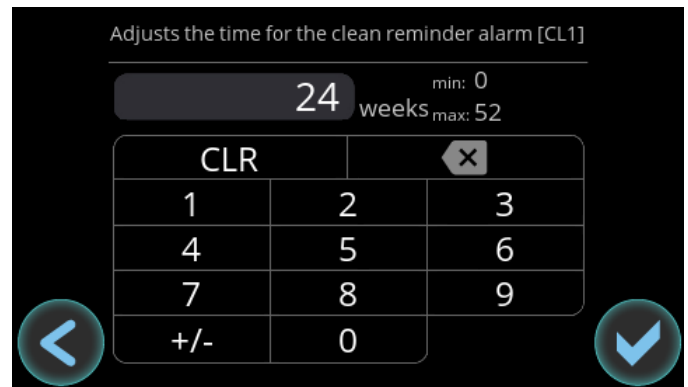 Adjusts the time for the clean reminder alarm [CL1]
24 weeks min: 0
max: 52
CLR
1 2 3
4 5 6
7 8 9
+/- 0